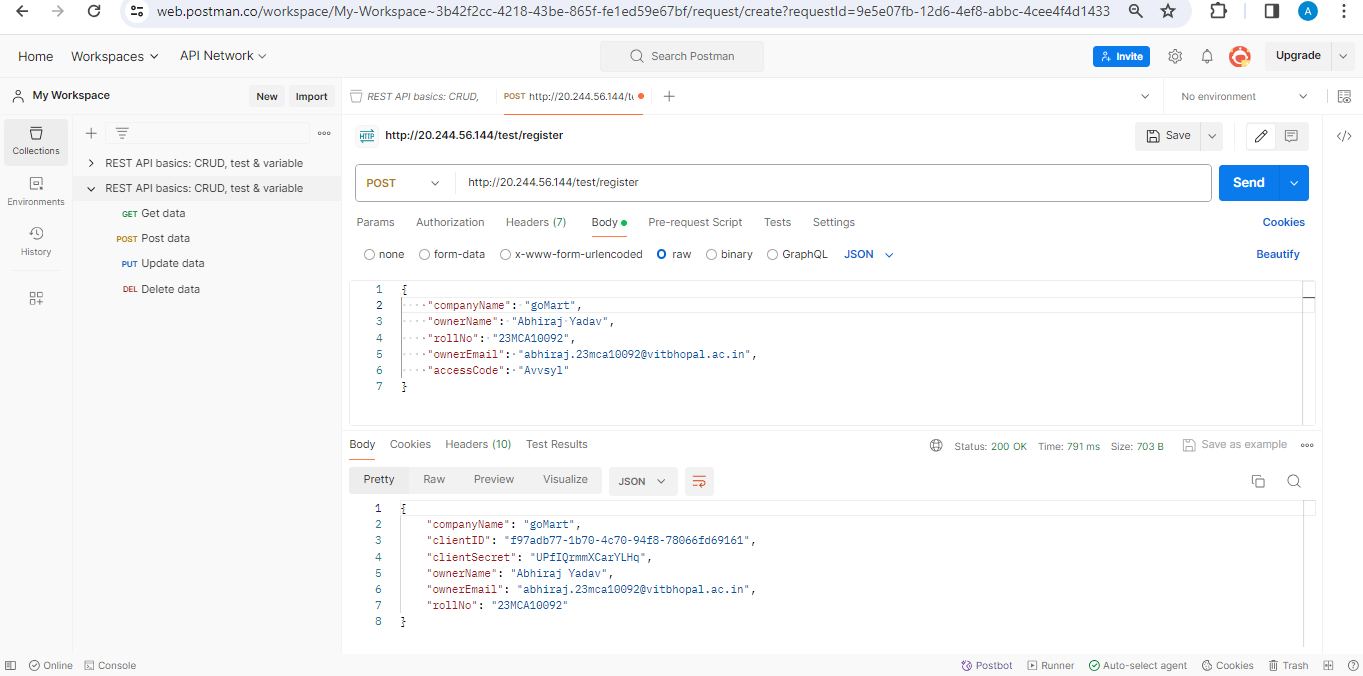 web.postman.co/workspace/My-Workspace~3b42f2cc-4218-43be-865f-fe1ed59e67bf/request/create?requestId=9e5e07fb-12d6-4ef8-abbc-4cee4f4d1433
A
Home Workspaces API Network Search Postman Invite Upgrade
My Workspace New Import
REST API basics: CRUD, POST http://20.244.56.144/t No environment
Collections
Environments
History
REST API basics: CRUD, test & variable
REST API basics: CRUD, test & variable
GET Get data
POST Post data
PUT Update data
DEL Delete data
HTTP http://20.244.56.144/test/register Save
POST http://20.244.56.144/test/register Send
Params Authorization Headers (7) Body Pre-request Script Tests Settings Cookies
none form-data x-www-form-urlencoded raw binary GraphQL JSON Beautify
1 {
2 "companyName": "goMart",
3 "ownerName": "Abhiraj Yadav",
4 "rollNo": "23MCA10092",
5 "ownerEmail": "abhiraj.23mca10092@vitbhopal.ac.in",
6 "accessCode": "Avvsyl"
7 }
Body Cookies Headers (10) Test Results Status: 200 OK Time: 791 ms Size: 703 B Save as example
Pretty Raw Preview Visualize JSON
1 {
2 "companyName": "goMart",
3 "clientID": "f97adb77-1b70-4c70-94f8-78066fd69161",
4 "clientSecret": "UPfIQrmmXCarYLHq",
5 "ownerName": "Abhiraj Yadav",
6 "ownerEmail": "abhiraj.23mca10092@vitbhopal.ac.in",
7 "rollNo": "23MCA10092"
8 }
Online Console Postbot Runner Auto-select agent Cookies Trash